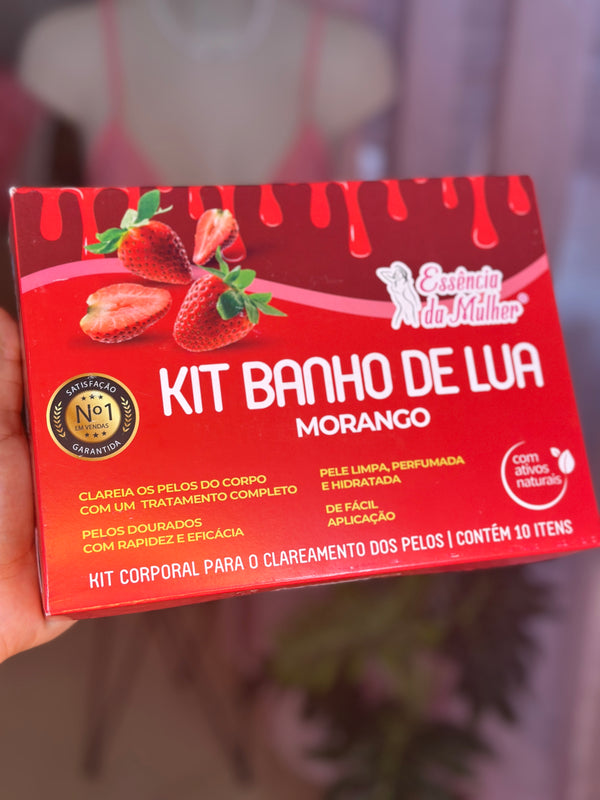 Essência
da Mulher®
KIT BANHO DE LUA
MORANGO
SATISFAÇÃO
Nº1
EM VENDAS
GARANTIDA
CLAREIA OS PELOS DO CORPO
COM UM TRATAMENTO COMPLETO
PELOS DOURADOS
COM RAPIDEZ E EFICÁCIA
PELE LIMPA, PERFUMADA
E HIDRATADA
DE FÁCIL
APLICAÇÃO
com
ativos
naturais
KIT CORPORAL PARA O CLAREAMENTO DOS PELOS | CONTÉM 10 ITENS